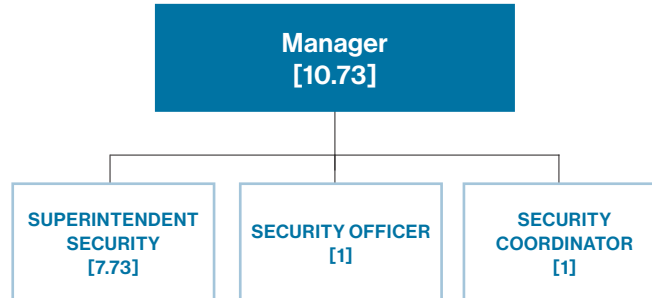 Manager
[10.73]
SUPERINTENDENT
SECURITY
[7.73]
SECURITY OFFICER
[1]
SECURITY
COORDINATOR
[1]